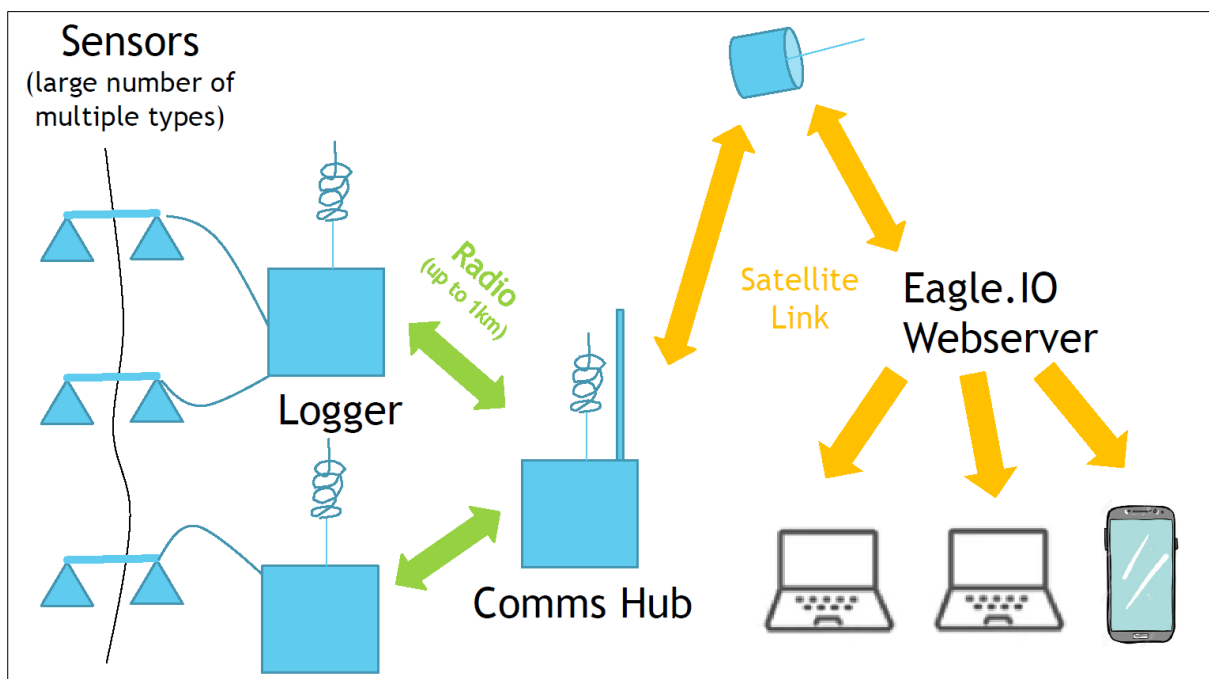 Sensors
(large number of
multiple types)
Radio
(up to 1km)
Satellite
Link
Eagle.IO
Webserver
Logger
Comms Hub